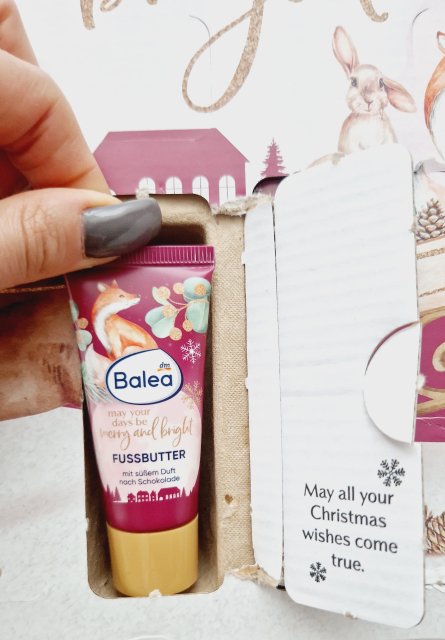 dm
Balea
may your
days be
merry and bright
FUSSBUTTER
mit süßem Duft
nach Schokolade
May all your
Christmas
wishes come
true.